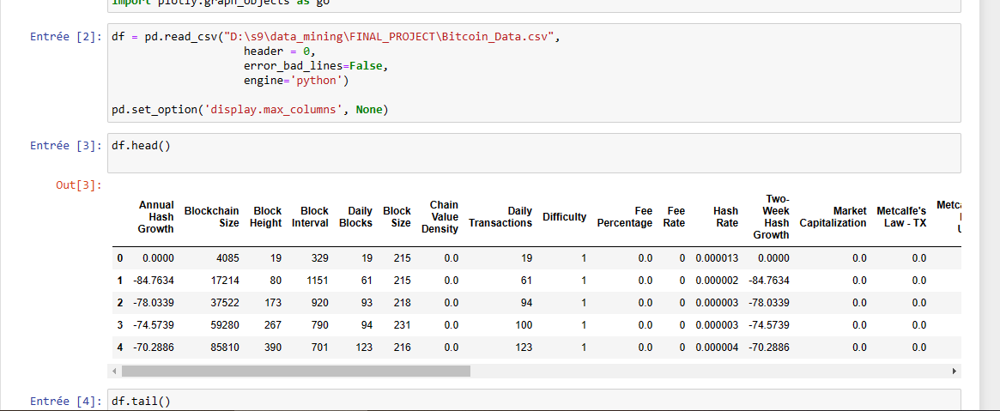 import plotly.graph_objects as go
Entrée [2]: df = pd.read_csv("D:\s9\data_mining\FINAL_PROJECT\Bitcoin_Data.csv",
header = 0,
error_bad_lines=False,
engine='python')
pd.set_option('display.max_columns', None)
Entrée [3]: df.head()
Out[3]:
Annual Hash Growth Blockchain Size Block Height Block Interval Daily Blocks Block Size Chain Value Density Daily Transactions Difficulty Fee Percentage Fee Rate Hash Rate Two-Week Hash Growth Market Capitalization Metcalfe's Law - TX Metca
0 0.0000 4085 19 329 19 215 0.0 19 1 0.0 0 0.000013 0.0000 0.0 0.0
1 -84.7634 17214 80 1151 61 215 0.0 61 1 0.0 0 0.000002 -84.7634 0.0 0.0
2 -78.0339 37522 173 920 93 218 0.0 94 1 0.0 0 0.000003 -78.0339 0.0 0.0
3 -74.5739 59280 267 790 94 231 0.0 100 1 0.0 0 0.000003 -74.5739 0.0 0.0
4 -70.2886 85810 390 701 123 216 0.0 123 1 0.0 0 0.000004 -70.2886 0.0 0.0
Entrée [4]: df.tail()